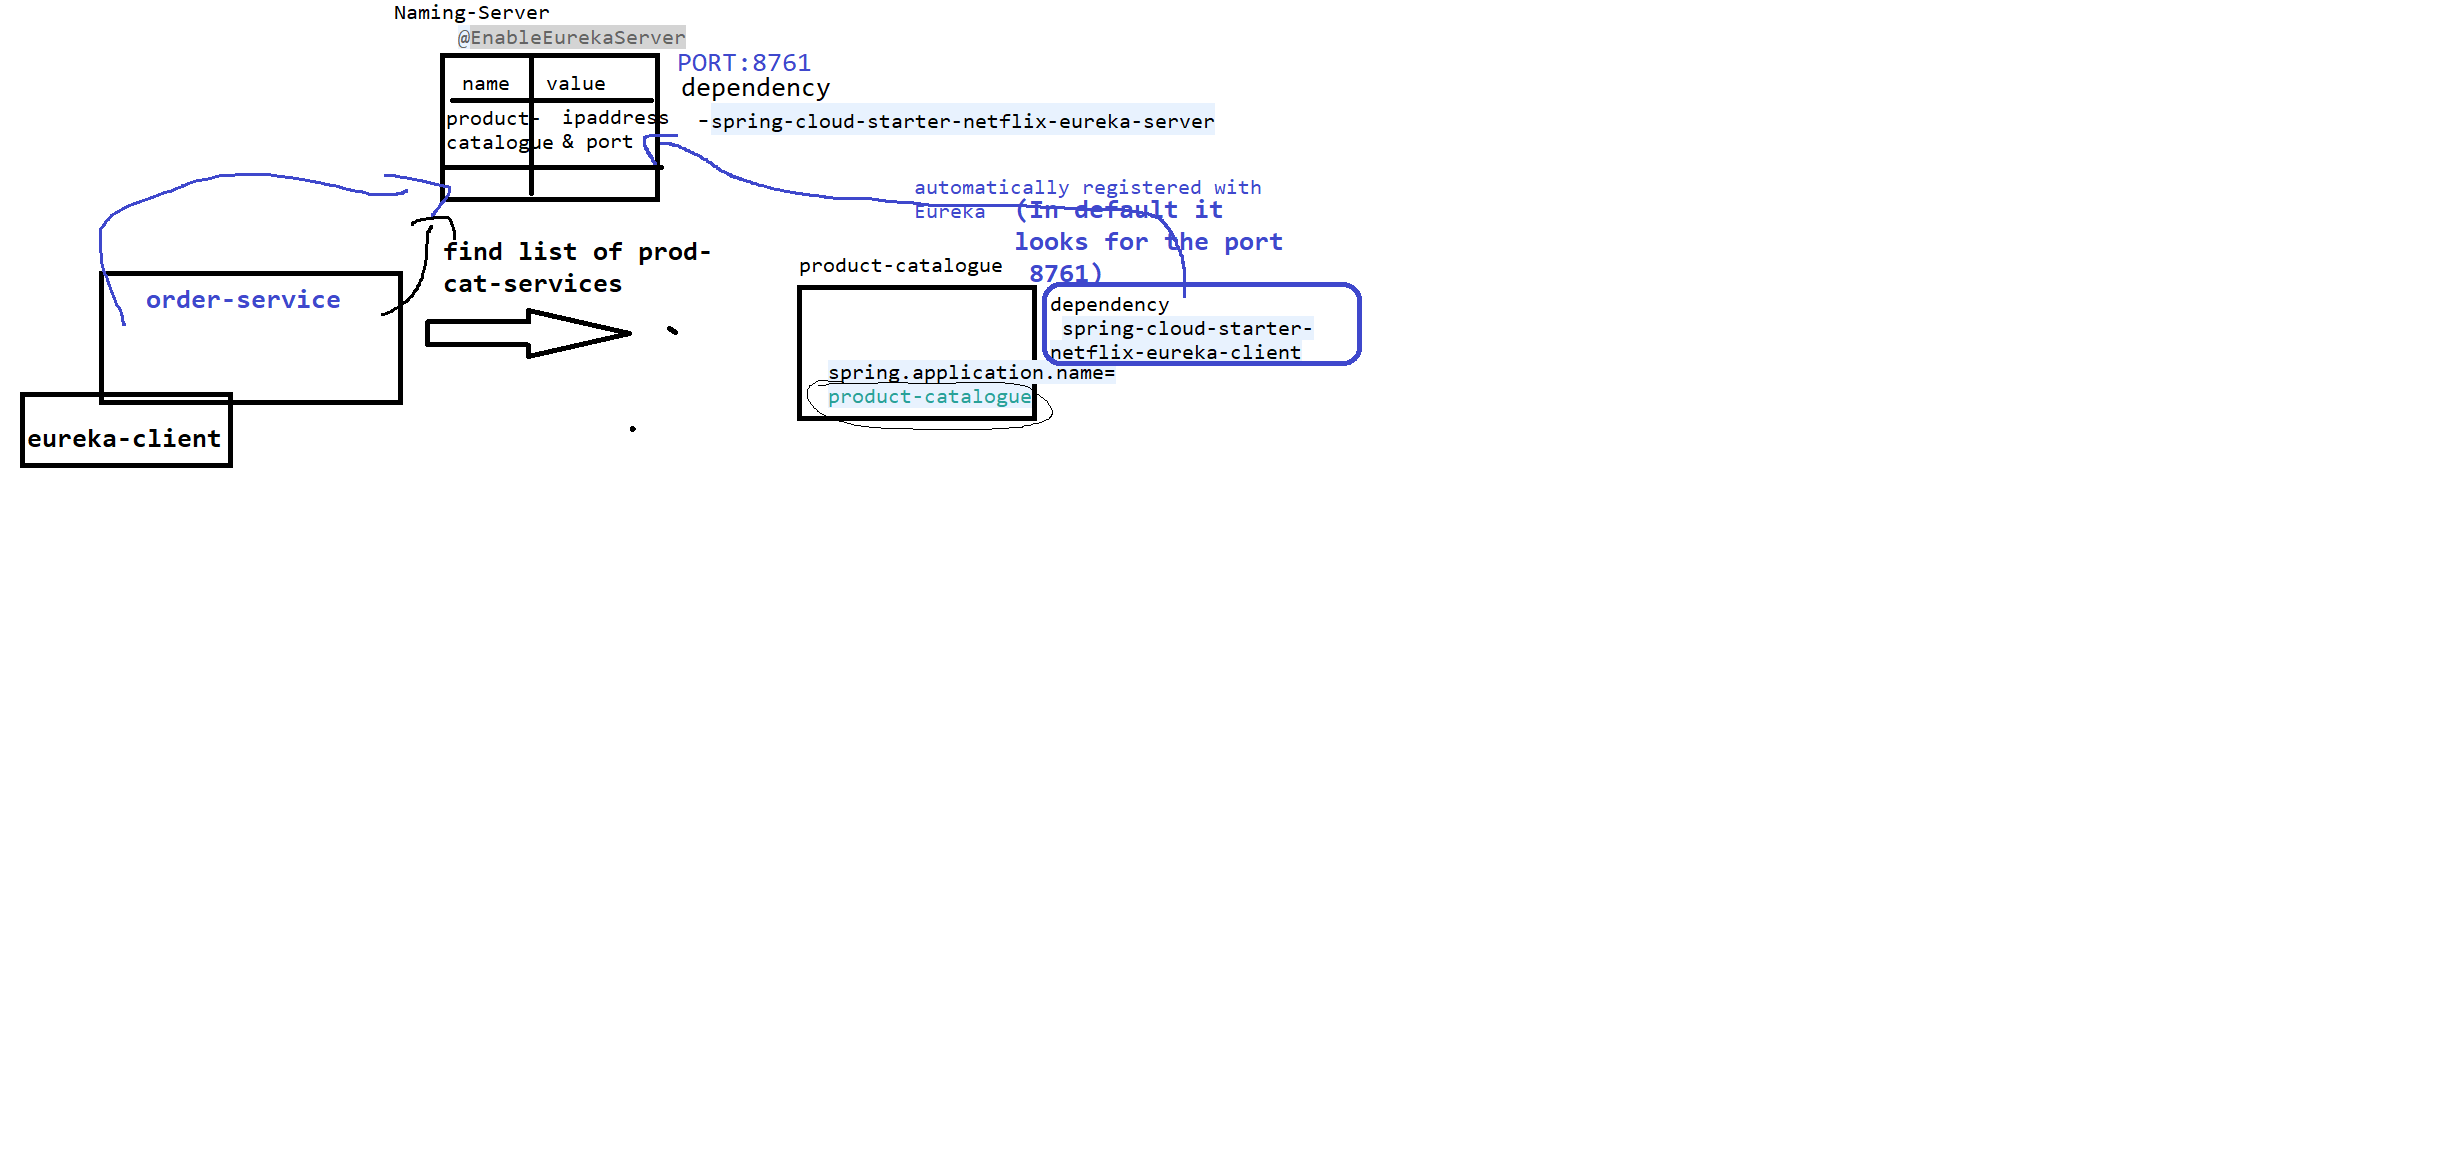 Naming-Server
@EnableEurekaServer
PORT:8761
dependency
-spring-cloud-starter-netflix-eureka-server
name value
product- ipaddress
catalogue & port
automatically registered with
Eureka (In default it
looks for the port
8761)
find list of prod-
cat-services
order-service
eureka-client
product-catalogue
dependency
spring-cloud-starter-
netflix-eureka-client
spring.application.name=
product-catalogue